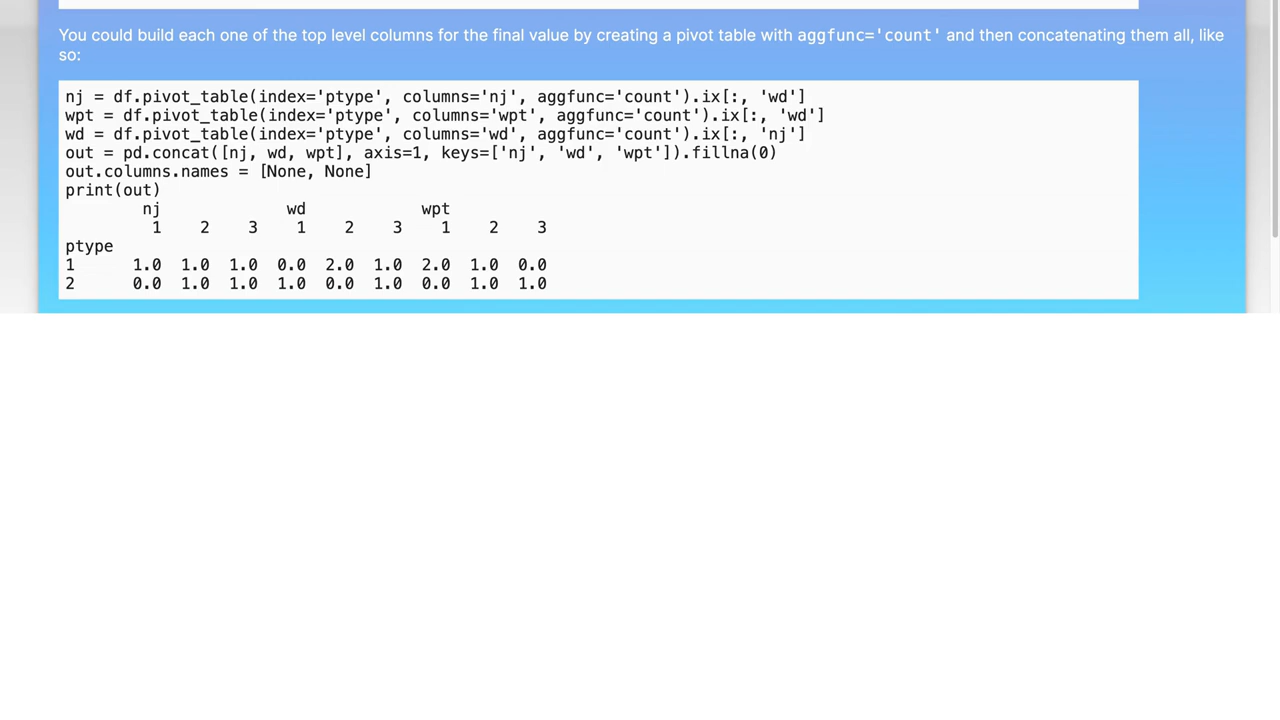 You could build each one of the top level columns for the final value by creating a pivot table with aggfunc='count' and then concatenating them all, like
so:
nj = df.pivot_table(index='ptype', columns='nj', aggfunc='count').ix[:, 'wd']
wpt = df.pivot_table(index='ptype', columns='wpt', aggfunc='count').ix[:, 'wd']
wd = df.pivot_table(index='ptype', columns='wd', aggfunc='count').ix[:, 'nj']
out = pd.concat([nj, wd, wpt], axis=1, keys=['nj', 'wd', 'wpt']).fillna(0)
out.columns.names = [None, None]
print(out)
        nj             wd            wpt
         1    2    3    1    2    3    1    2    3
ptype
1      1.0  1.0  1.0  0.0  2.0  1.0  2.0  1.0  0.0
2      0.0  1.0  1.0  1.0  0.0  1.0  0.0  1.0  1.0